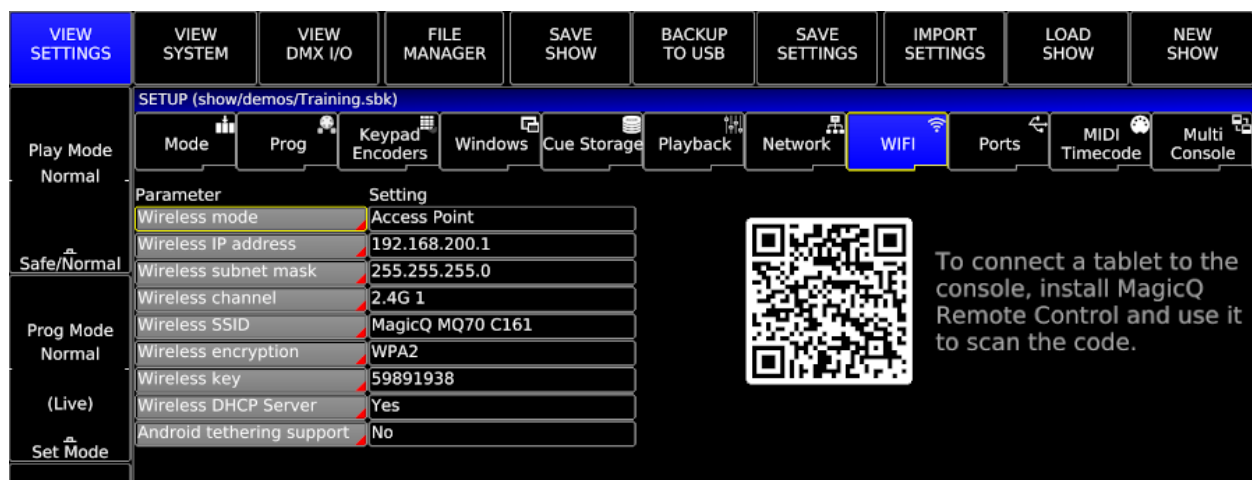 VIEW
SETTINGS
VIEW
SYSTEM
VIEW
DMX I/O
FILE
MANAGER
SAVE
SHOW
BACKUP
TO USB
SAVE
SETTINGS
IMPORT
SETTINGS
LOAD
SHOW
NEW
SHOW
SETUP (show/demos/Training.sbk)
Mode
Prog
Keypad
Encoders
Windows
Cue Storage
Playback
Network
WIFI
Ports
MIDI
Timecode
Multi
Console
Play Mode
Normal
Safe/Normal
Prog Mode
Normal
(Live)
Set Mode
Parameter Setting
Wireless mode Access Point
Wireless IP address 192.168.200.1
Wireless subnet mask 255.255.255.0
Wireless channel 2.4G 1
Wireless SSID MagicQ MQ70 C161
Wireless encryption WPA2
Wireless key 59891938
Wireless DHCP Server Yes
Android tethering support No
To connect a tablet to the
console, install MagicQ
Remote Control and use it
to scan the code.